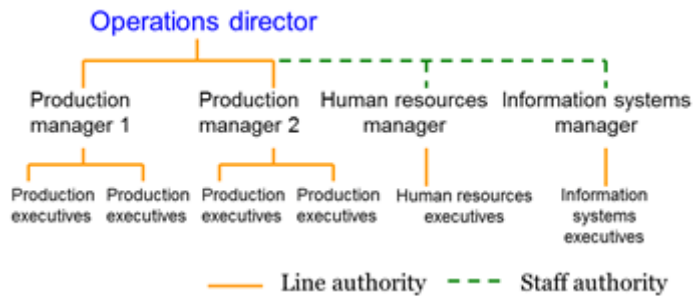 Operations director
Production
manager 1
Production
manager 2
Human resources
manager
Information systems
manager
Production
executives
Production
executives
Production
executives
Production
executives
Human resources
executives
Information
systems
executives
Line authority
Staff authority